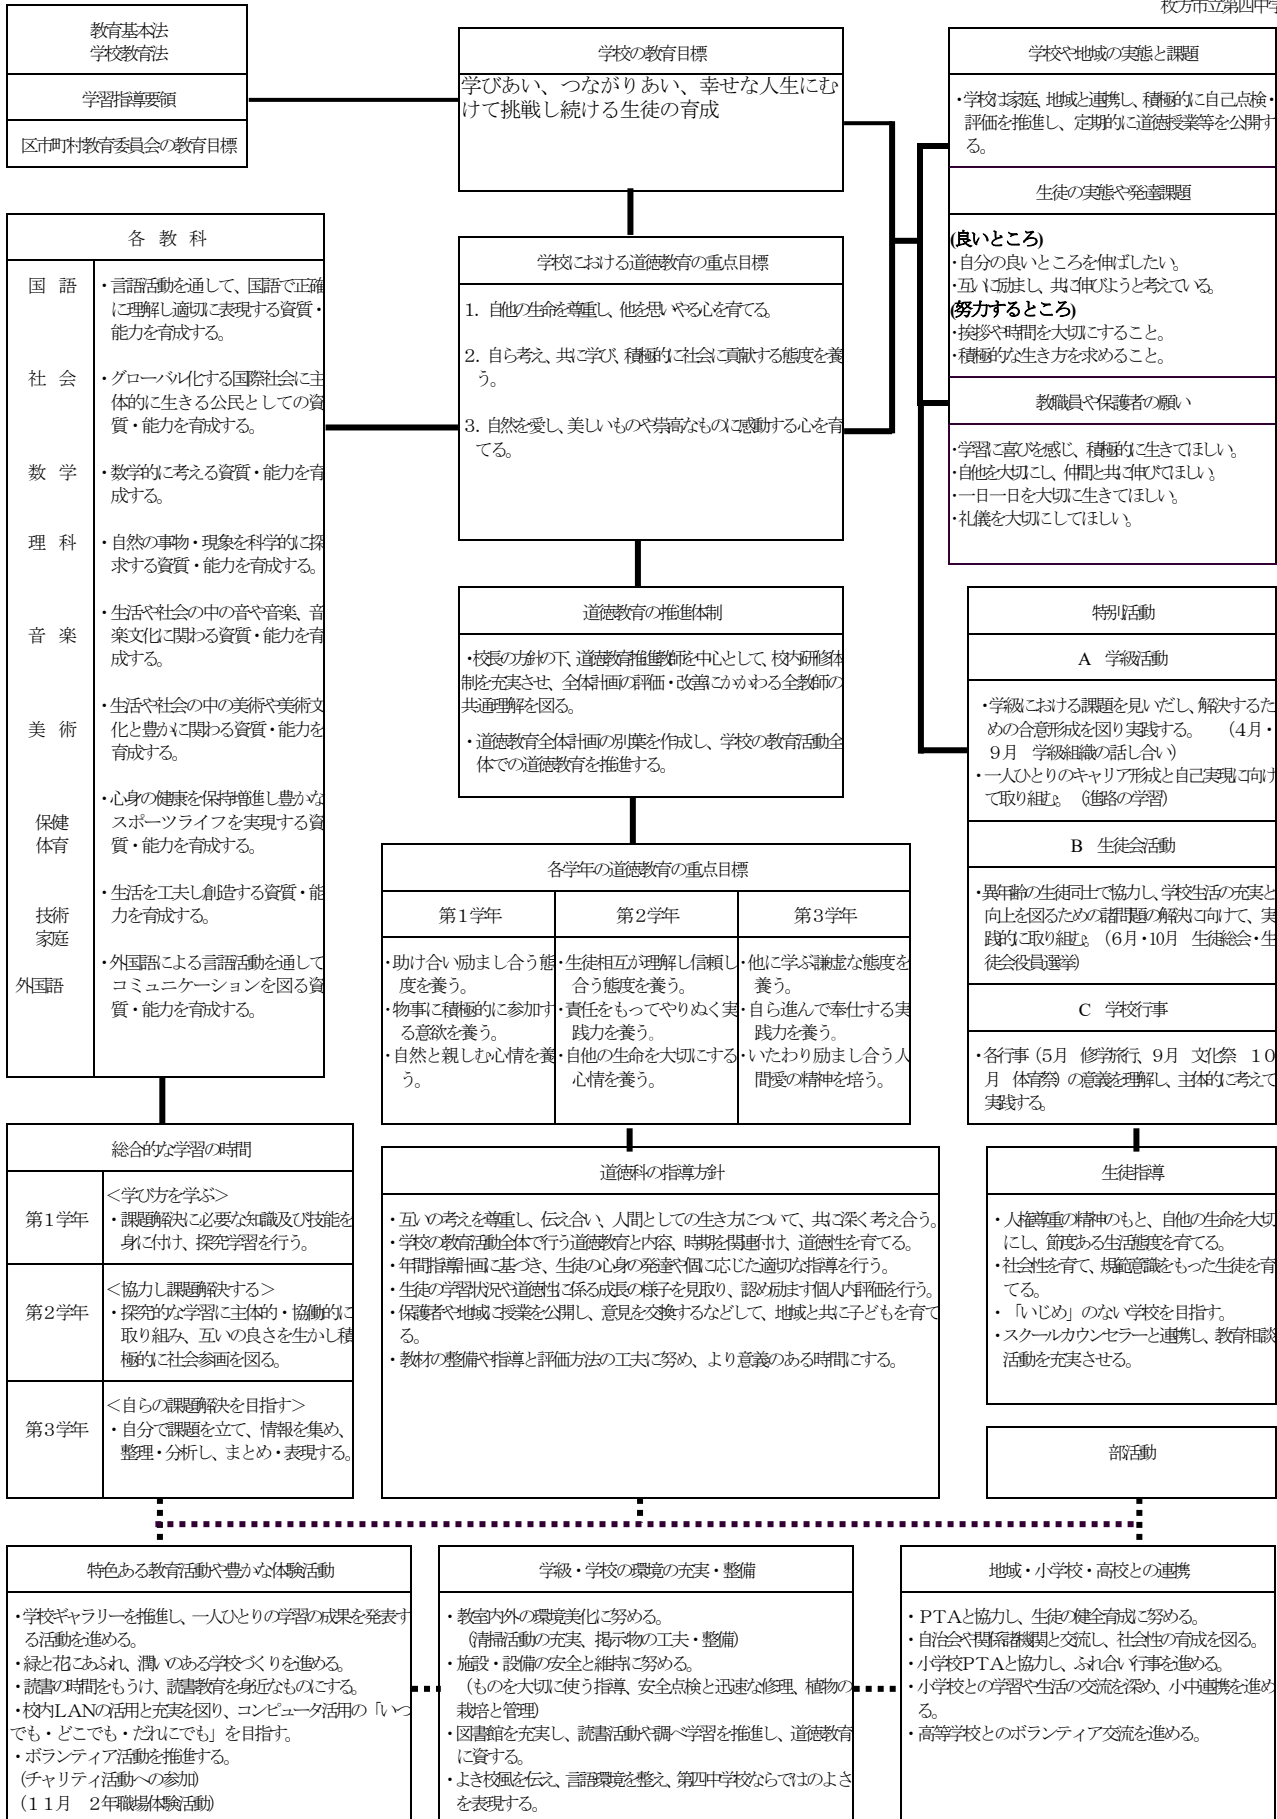 枚方市立第四中学
教育基本法
学校教育法
学習指導要領
区市町村教育委員会の教育目標
学校の教育目標
学びあい、つながりあい、幸せな人生にむ
けて挑戦し続ける生徒の育成
学校や地域の実態と課題
・学校は家庭、地域と連携し、積極的に自己点検・
評価を推進し、定期的に道徳授業等を公開す
る。
生徒の実態や発達課題
(良いところ)
・自分の良いところを伸ばしたい。
・互いに励まし、共に伸びようと考えている。
(努力するところ)
・挨拶や時間を大切にすること。
・積極的な生き方を求めること。
教職員や保護者の願い
・学習に喜びを感じ、積極的に生きてほしい。
・自他を大切にし、仲間と共に伸びてほしい。
・一日一日を大切に生きてほしい。
・礼儀を大切にしてほしい。
各 教 科
国 語
・言語活動を通して、国語で正確
に理解し適切に表現する資質・
能力を育成する。
社 会
・グローバル化する国際社会に主
体的に生きる公民としての資
質・能力を育成する。
数 学
・数学的に考える資質・能力を育
成する。
理 科
・自然の事物・現象を科学的に探
求する資質・能力を育成する。
音 楽
・生活や社会の中の音や音楽、音
楽文化に関わる資質・能力を育
成する。
美 術
・生活や社会の中の美術や美術文
化と豊かに関わる資質・能力を
育成する。
保健
体育
・心身の健康を保持増進し豊かな
スポーツライフを実現する資
質・能力を育成する。
技術
家庭
・生活を工夫し創造する資質・能
力を育成する。
外国語
・外国語による言語活動を通して
コミュニケーションを図る資
質・能力を育成する。
学校における道徳教育の重点目標
1. 自他の生命を尊重し、他を思いやる心を育てる。
2. 自ら考え、共に学び、積極的に社会に貢献する態度を養
う。
3. 自然を愛し、美しいものや崇高なものに感動する心を育
てる。
道徳教育の推進体制
・校長の方針の下、道徳教育推進教師を中心として、校内研修体
制を充実させ、全体計画の評価・改善にかかわる全教師の
共通理解を図る。
・道徳教育全体計画の別葉を作成し、学校の教育活動全
体での道徳教育を推進する。
各学年の道徳教育の重点目標
第1学年
第2学年
第3学年
・助け合い励まし合う態
度を養う。
・物事に積極的に参加す
る意欲を養う。
・自然と親しむ心情を養
う。
・生徒相互が理解し信頼し
合う態度を養う。
・責任をもってやりぬく実
践力を養う。
・自他の生命を大切にする
心情を養う。
・他に学ぶ謙虚な態度を
養う。
・自ら進んで奉仕する実
践力を養う。
・いたわり励まし合う人
間愛の精神を培う。
特別活動
A 学級活動
・学級における課題を見いだし、解決するた
めの合意形成を図り実践する。 (4月・
9月 学級組織の話し合い)
・一人ひとりのキャリア形成と自己実現に向け
て取り組む。(進路の学習)
B 生徒会活動
・異年齢の生徒同士で協力し、学校生活の充実と
向上を図るための諸問題の解決に向けて、実
践的に取り組む。(6月・10月 生徒総会・生
徒会役員選挙)
C 学校行事
・各行事(5月 修学旅行、9月 文化祭 10
月 体育祭)の意義を理解し、主体的に考えて
実践する。
総合的な学習の時間
第1学年
＜学び方を学ぶ＞
・課題解決に必要な知識及び技能を
身に付け、探究学習を行う。
第2学年
＜協力し課題解決する＞
・探究的な学習に主体的・協働的に
取り組み、互いの良さを生かし積
極的に社会参画を図る。
第3学年
＜自らの課題解決を目指す＞
・自分で課題を立て、情報を集め、
整理・分析し、まとめ・表現する。
道徳科の指導方針
・互いの考えを尊重し、伝え合い、人間としての生き方について、共に深く考え合う。
・学校の教育活動全体で行う道徳教育と内容、時期を関連付け、道徳性を育てる。
・年間指導計画に基づき、生徒の心身の発達や個に応じた適切な指導を行う。
・生徒の学習状況や道徳性に係る成長の様子を見取り、認め励ます個人内評価を行う。
・保護者や地域に授業を公開し、意見を交換するなどして、地域と共に子どもを育て
る。
・教材の整備や指導と評価方法の工夫に努め、より意義のある時間にする。
生徒指導
・人権尊重の精神のもと、自他の生命を大切
にし、節度ある生活態度を育てる。
・社会性を育て、規範意識をもった生徒を育
てる。
・「いじめ」のない学校を目指す。
・スクールカウンセラーと連携し、教育相談
活動を充実させる。
部活動
特色ある教育活動や豊かな体験活動
・学校ギャラリーを推進し、一人ひとりの学習の成果を発表す
る活動を進める。
・緑と花にあふれ、潤いのある学校づくりを進める。
・読書の時間をもうけ、読書教育を身近なものにする。
・校内LANの活用と充実を図り、コンピュータ活用の「いつ
でも・どこでも・だれにでも」を目指す。
・ボランティア活動を推進する。
(チャリティ活動への参加)
(11月 2年職場体験活動)
学級・学校の環境の充実・整備
・教室内外の環境美化に努める。
(清掃活動の充実、掲示物の工夫・整備)
・施設・設備の安全と維持に努める。
(ものを大切に使う指導、安全点検と迅速な修理、植物の
栽培と管理)
・図書館を充実し、読書活動や調べ学習を推進し、道徳教育
に資する。
・よき校風を伝え、言語環境を整え、第四中学校ならではのよさ
を表現する。
地域・小学校・高校との連携
・PTAと協力し、生徒の健全育成に努める。
・自治会や関係諸機関と交流し、社会性の育成を図る。
・小学校PTAと協力し、ふれ合い行事を進める。
・小学校との学習や生活の交流を深め、小中連携を進め
る。
・高等学校とのボランティア交流を進める。